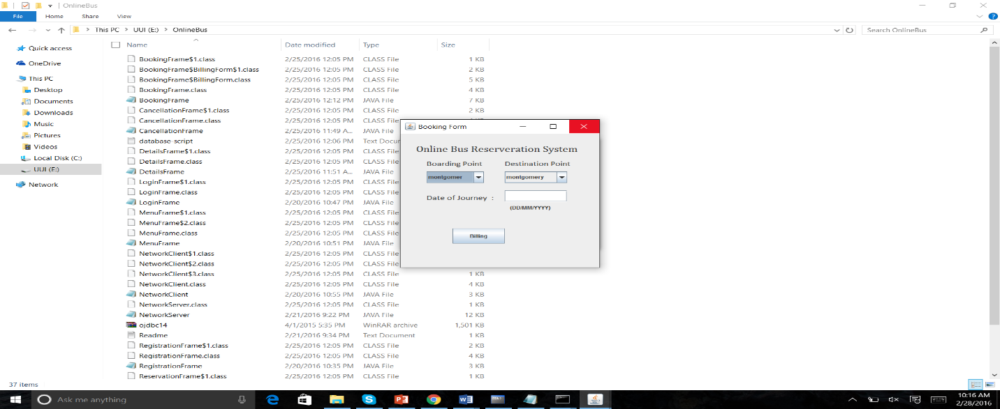 OnlineBus
File Home Share View
This PC > UUI (E:) > OnlineBus
Search OnlineBus
Name Date modified Type Size
Quick access
OneDrive
This PC
Desktop
Documents
Downloads
Music
Pictures
Videos
Local Disk (C:)
UUI (E:)
Network
BookingFrame$1.class 2/25/2016 12:05 PM CLASS File 1 KB
BookingFrame$BillingForm$1.class 2/25/2016 12:05 PM CLASS File 2 KB
BookingFrame$BillingForm.class 2/25/2016 12:05 PM CLASS File 5 KB
BookingFrame.class 2/25/2016 12:05 PM CLASS File 4 KB
BookingFrame 2/25/2016 12:12 PM JAVA File 7 KB
CancellationFrame$1.class 2/25/2016 12:05 PM CLASS File 2 KB
CancellationFrame.class 2/25/2016 12:05 PM CLASS File
CancellationFrame 2/25/2016 11:49 A... JAVA File
database-script 2/25/2016 12:06 PM Text Docu
DetailsFrame$1.class 2/25/2016 12:05 PM CLASS File
DetailsFrame.class 2/25/2016 12:05 PM CLASS File
DetailsFrame 2/25/2016 11:51 A... JAVA File
LoginFrame$1.class 2/25/2016 12:05 PM CLASS File
LoginFrame.class 2/25/2016 12:05 PM CLASS File
LoginFrame 2/20/2016 10:47 PM JAVA File
MenuFrame$1.class 2/25/2016 12:05 PM CLASS File
MenuFrame$2.class 2/25/2016 12:05 PM CLASS File
MenuFrame.class 2/25/2016 12:05 PM CLASS File
MenuFrame 2/20/2016 10:51 PM JAVA File
NetworkClient$1.class 2/25/2016 12:05 PM CLASS File
NetworkClient$2.class 2/25/2016 12:05 PM CLASS File
NetworkClient$3.class 2/25/2016 12:05 PM CLASS File 1 KB
NetworkClient.class 2/25/2016 12:05 PM CLASS File 4 KB
NetworkClient 2/20/2016 10:55 PM JAVA File 3 KB
NetworkServer.class 2/25/2016 12:05 PM CLASS File 1 KB
NetworkServer 2/21/2016 9:22 PM JAVA File 12 KB
ojdbc14 4/1/2015 5:35 PM WinRAR archive 1,501 KB
Readme 2/21/2016 9:34 PM Text Document 1 KB
RegistrationFrame$1.class 2/25/2016 12:05 PM CLASS File 2 KB
RegistrationFrame.class 2/25/2016 12:05 PM CLASS File 4 KB
RegistrationFrame 2/20/2016 10:35 PM JAVA File 3 KB
ReservationFrame$1.class 2/25/2016 12:05 PM CLASS File 1 KB
Booking Form
Online Bus Reserveration System
Boarding Point Destination Point
montgomer montgomery
Date of Journey :
(DD/MM/YYYY)
Billing
37 items
Ask me anything
10:16 AM
2/28/2016